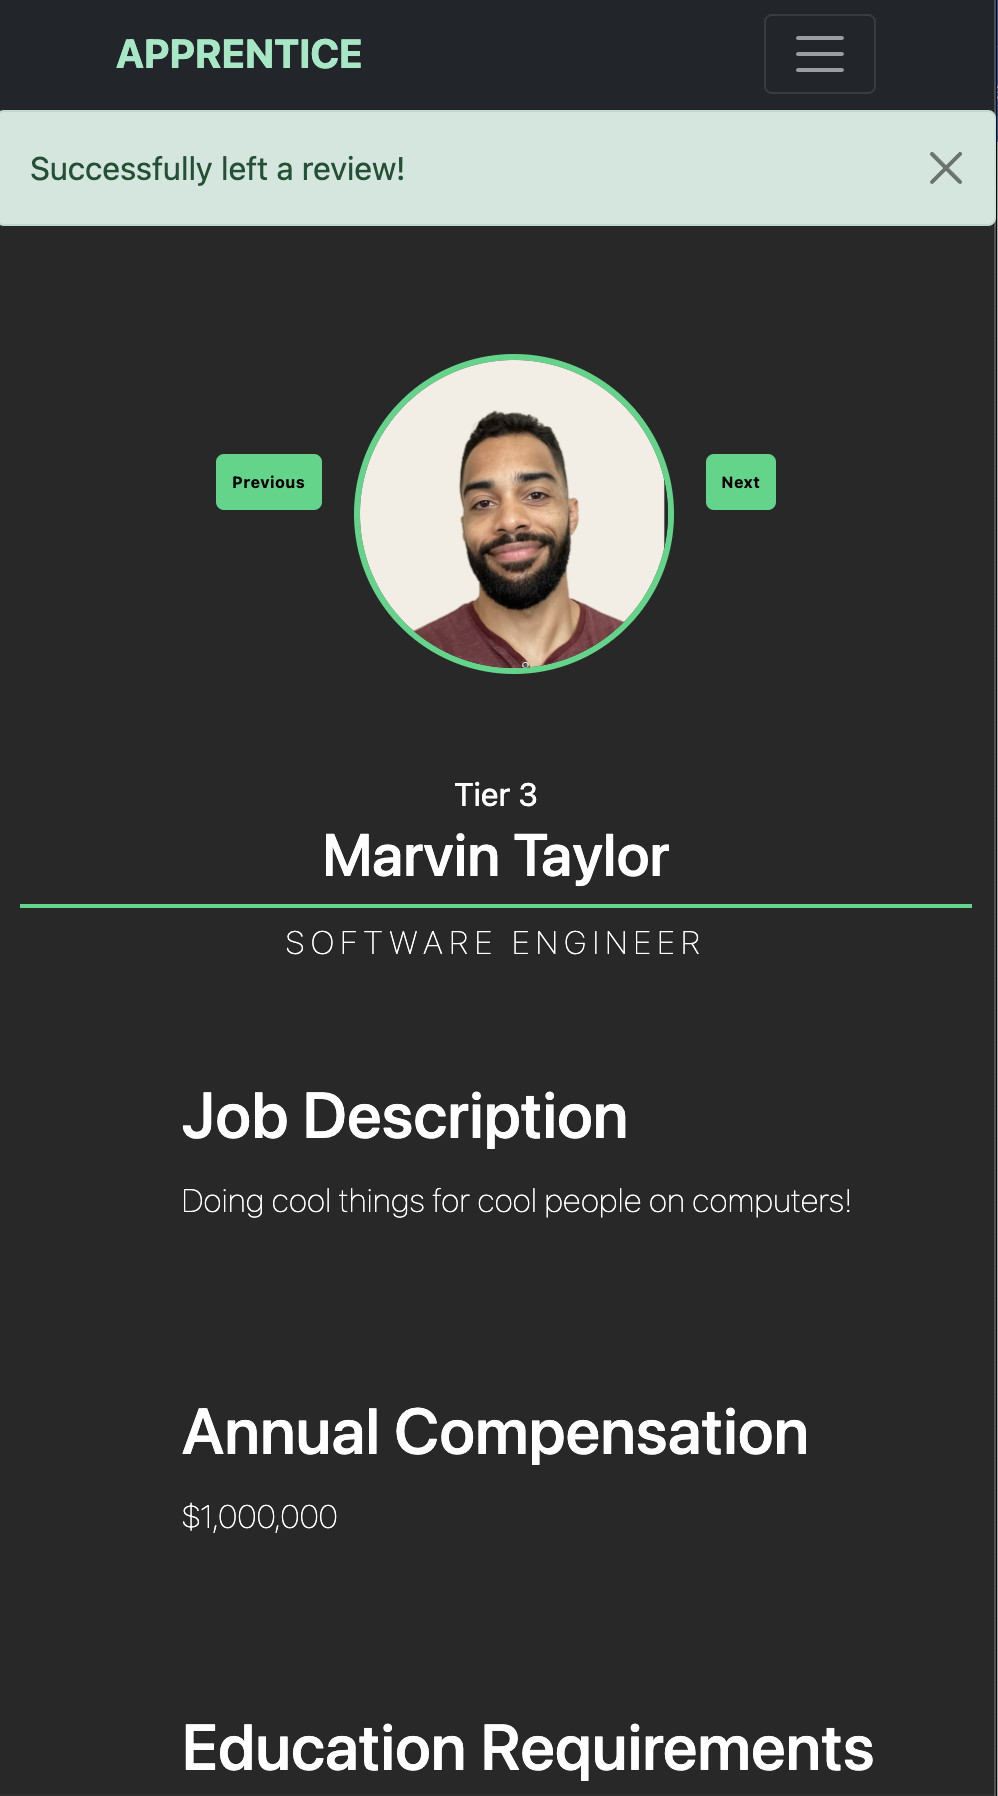 APPRENTICE
Successfully left a review!
Previous
Next
Tier 3
Marvin Taylor
SOFTWARE ENGINEER
Job Description
Doing cool things for cool people on computers!
Annual Compensation
$1,000,000
Education Requirements